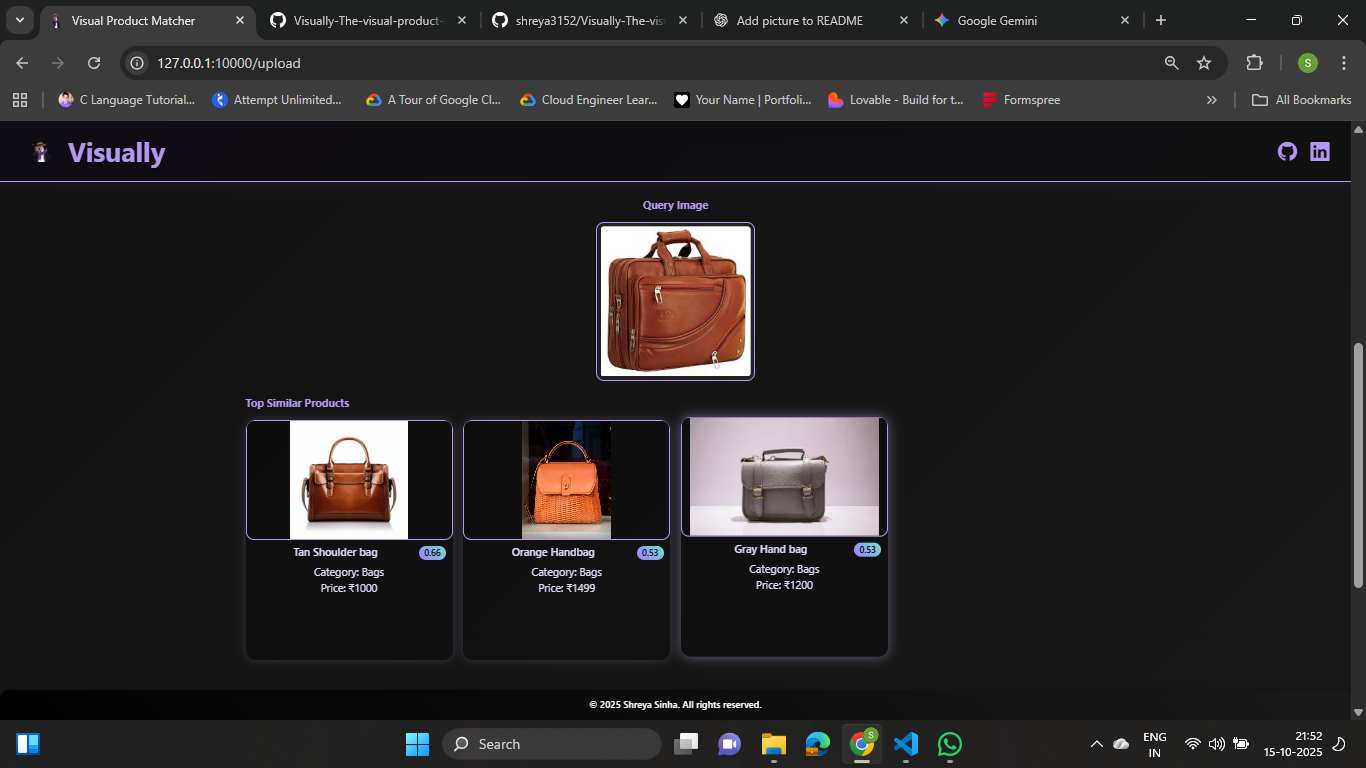 Visual Product Matcher
Visually-The-visual-product-
shreya3152/Visually-The-vis
Add picture to README
Google Gemini
127.0.0.1:10000/upload
S
C Language Tutorial...
Attempt Unlimited...
A Tour of Google Cl...
Cloud Engineer Lear...
Your Name | Portfoli...
Lovable - Build for t...
Formspree
All Bookmarks
Visually
Query Image
Top Similar Products
Tan Shoulder bag 0.66
Category: Bags
Price: ₹1000
Orange Handbag 0.53
Category: Bags
Price: ₹1499
Gray Hand bag 0.53
Category: Bags
Price: ₹1200
© 2025 Shreya Sinha. All rights reserved.
Search
S
ENG
IN
21:52
15-10-2025